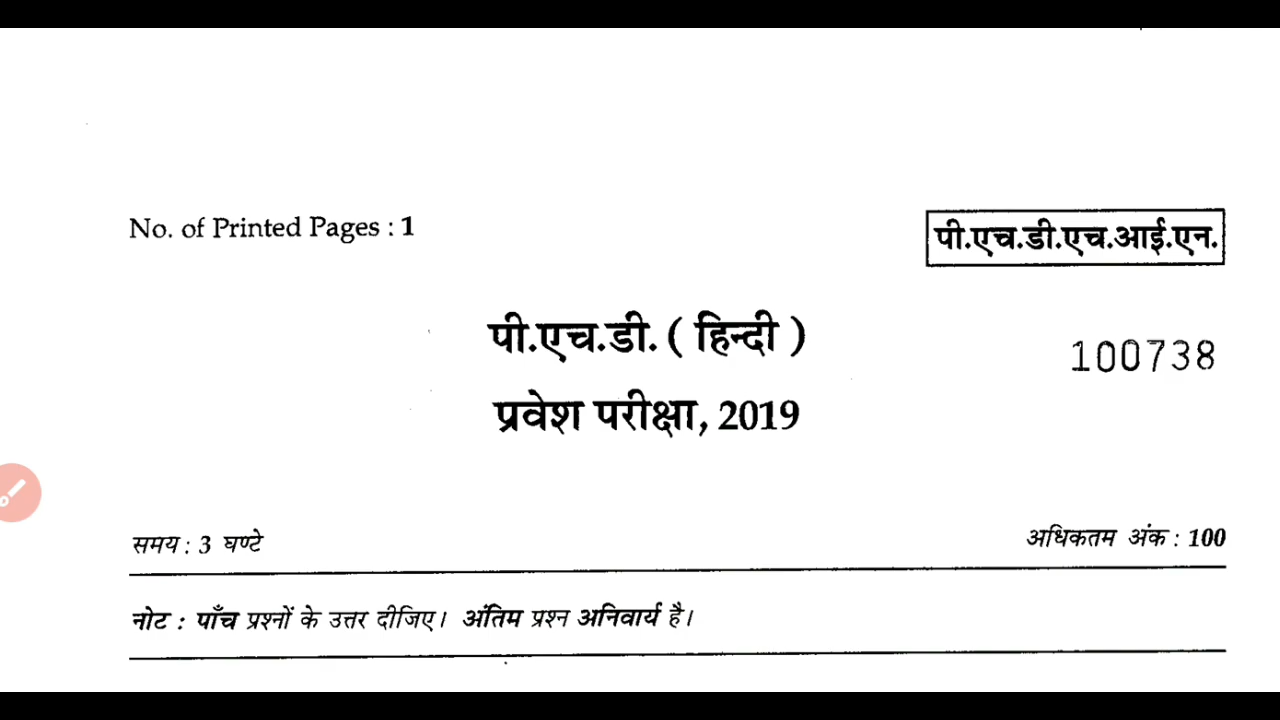 No. of Printed Pages : 1
पी.एच.डी.एच.आई.एन.
पी.एच.डी. ( हिन्दी )
100738
प्रवेश परीक्षा, 2019
समय : 3 घण्टे
अधिकतम अंक : 100
नोट : पाँच प्रश्नों के उत्तर दीजिए। अंतिम प्रश्न अनिवार्य है।